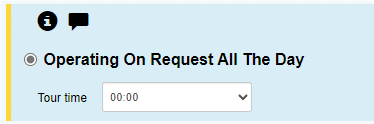 Operating On Request All The Day
Tour time 00:00